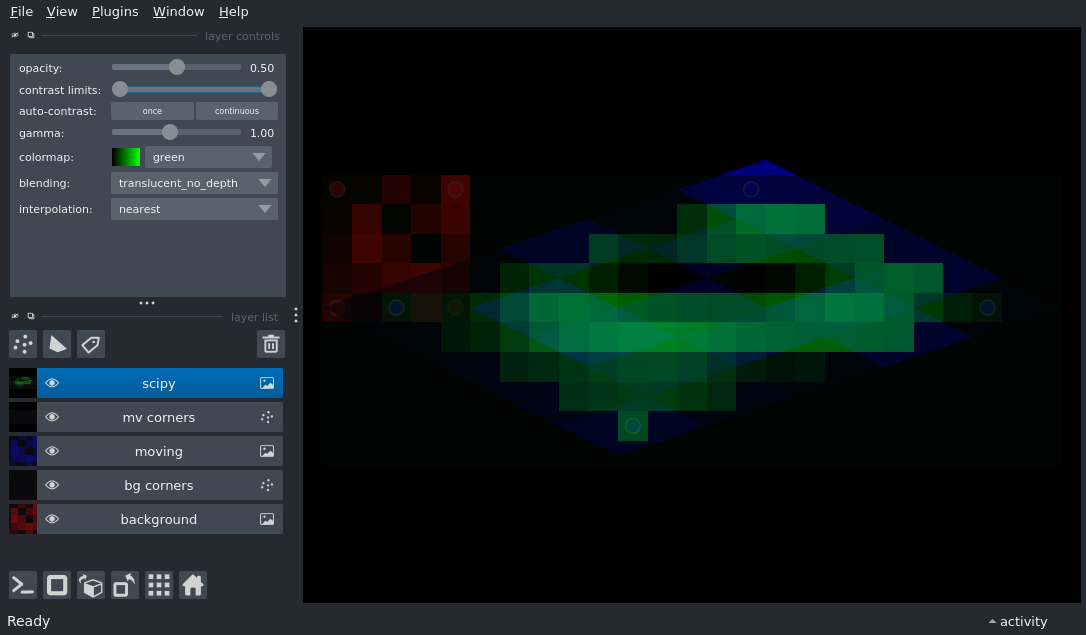 File View Plugins Window Help
layer controls
opacity: 0.50
contrast limits:
auto-contrast: once continuous
gamma: 1.00
colormap: green
blending: translucent_no_depth
interpolation: nearest
layer list
scipy
mv corners
moving
bg corners
background
Ready activity